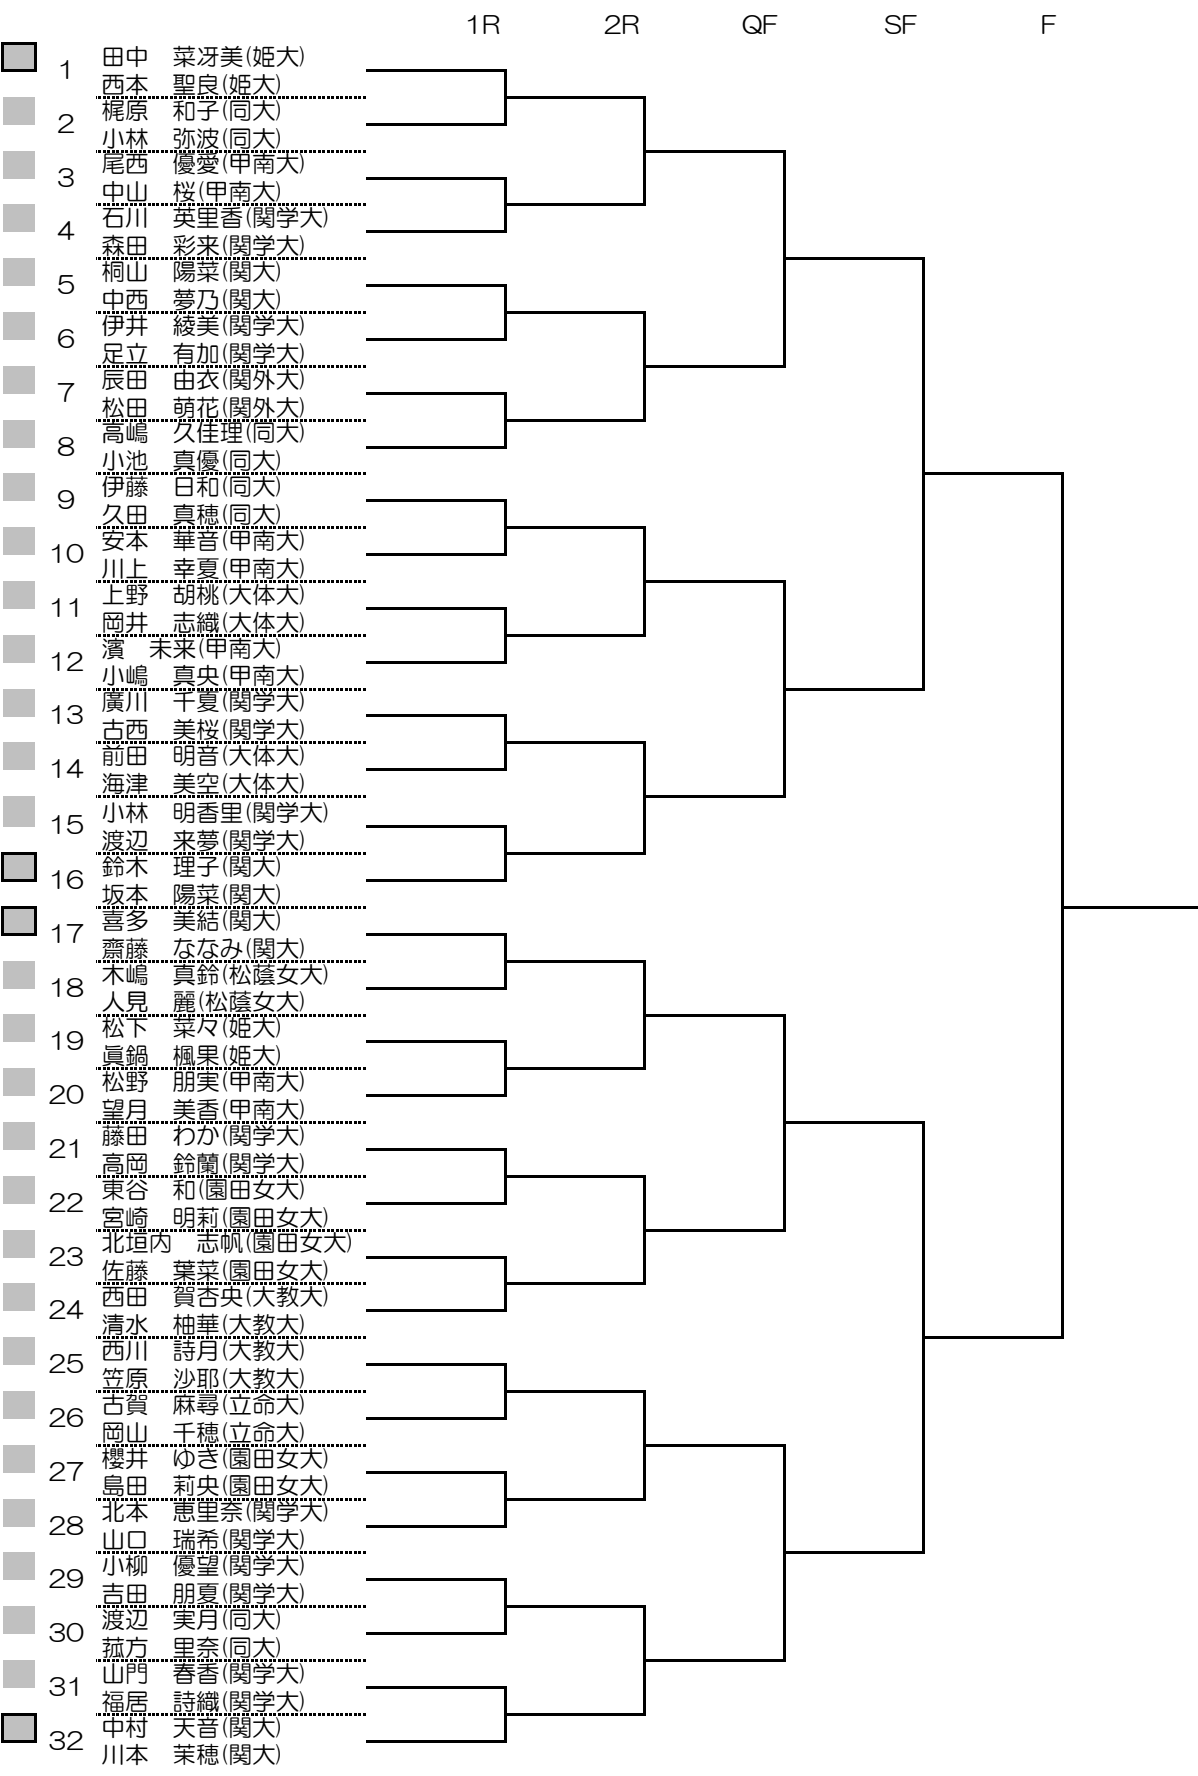 1R 2R QF SF F
1 田中　菜冴美(姫大)
西本　聖良(姫大)
2 梶原　和子(同大)
小林　弥波(同大)
3 尾西　優愛(甲南大)
中山　桜(甲南大)
4 石川　英里香(関学大)
森田　彩来(関学大)
5 桐山　陽菜(関大)
中西　夢乃(関大)
6 伊井　綾美(関学大)
足立　有加(関学大)
7 辰田　由衣(関外大)
松田　萌花(関外大)
8 高嶋　久佳理(同大)
小池　真優(同大)
9 伊藤　日和(同大)
久田　真穂(同大)
10 安本　華音(甲南大)
川上　幸夏(甲南大)
11 上野　胡桃(大体大)
岡井　志織(大体大)
12 濱　未来(甲南大)
小嶋　真央(甲南大)
13 廣川　千夏(関学大)
古西　美桜(関学大)
14 前田　明音(大体大)
海津　美空(大体大)
15 小林　明香里(関学大)
渡辺　来夢(関学大)
16 鈴木　理子(関大)
坂本　陽菜(関大)
17 喜多　美結(関大)
齋藤　ななみ(関大)
18 木嶋　真鈴(松蔭女大)
人見　麗(松蔭女大)
19 松下　菜々(姫大)
眞鍋　楓果(姫大)
20 松野　朋実(甲南大)
望月　美香(甲南大)
21 藤田　わか(関学大)
高岡　鈴蘭(関学大)
22 東谷　和(園田女大)
宮崎　明莉(園田女大)
23 北垣内　志帆(園田女大)
佐藤　葉菜(園田女大)
24 西田　賀杏央(大教大)
清水　柚華(大教大)
25 西川　詩月(大教大)
笠原　沙耶(大教大)
26 古賀　麻尋(立命大)
岡山　千穂(立命大)
27 櫻井　ゆき(園田女大)
島田　莉央(園田女大)
28 北本　恵里奈(関学大)
山口　瑞希(関学大)
29 小柳　優望(関学大)
吉田　朋夏(関学大)
30 渡辺　実月(同大)
菰方　里奈(同大)
31 山門　春香(関学大)
福居　詩織(関学大)
32 中村　天音(関大)
川本　茉穂(関大)